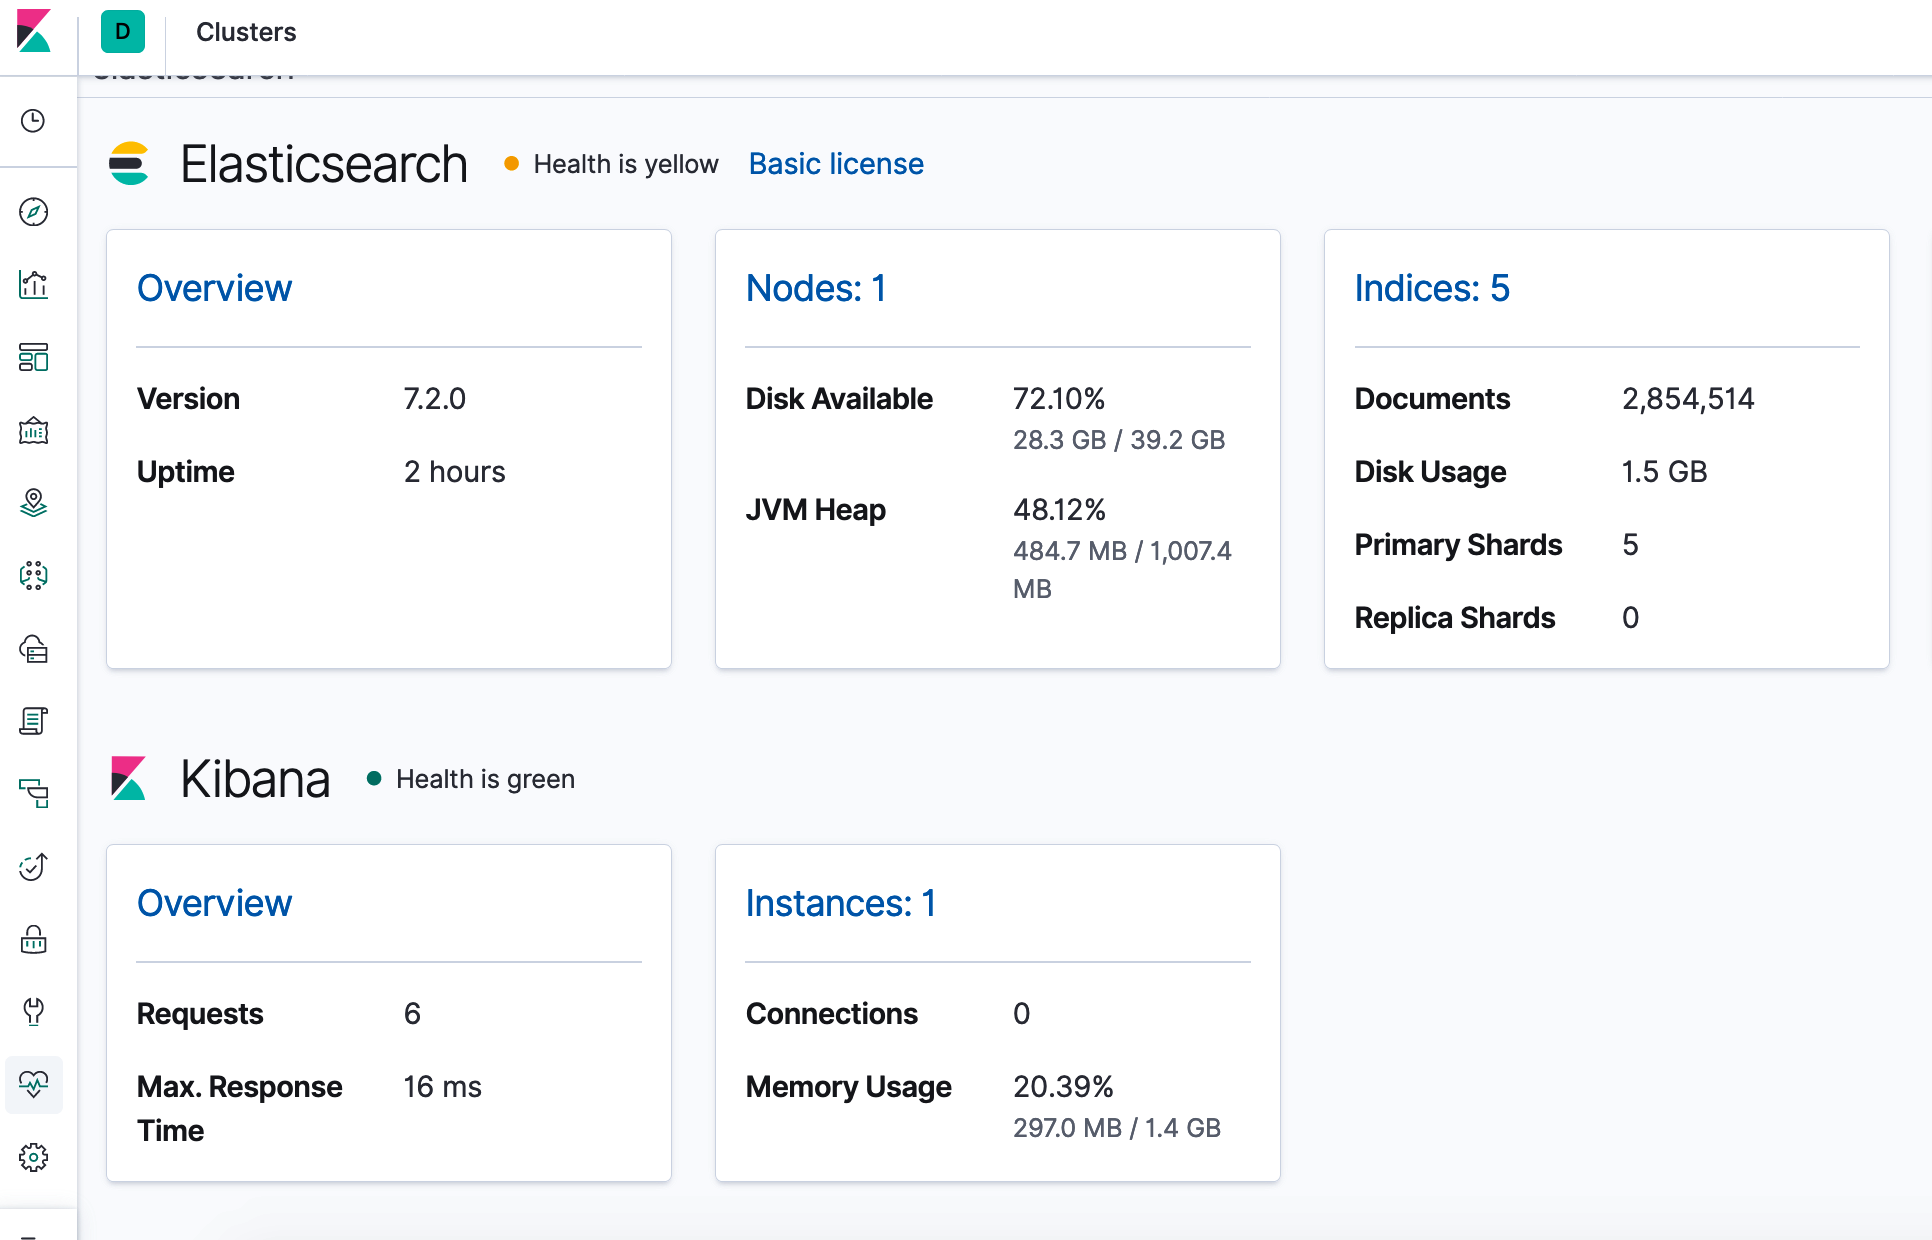 D
Clusters
elasticsearch
Elasticsearch
Health is yellow
Basic license
Overview
Version 7.2.0
Uptime 2 hours
Nodes: 1
Disk Available 72.10%
28.3 GB / 39.2 GB
JVM Heap 48.12%
484.7 MB / 1,007.4
MB
Indices: 5
Documents 2,854,514
Disk Usage 1.5 GB
Primary Shards 5
Replica Shards 0
Kibana
Health is green
Overview
Requests 6
Max. Response 16 ms
Time
Instances: 1
Connections 0
Memory Usage 20.39%
297.0 MB / 1.4 GB